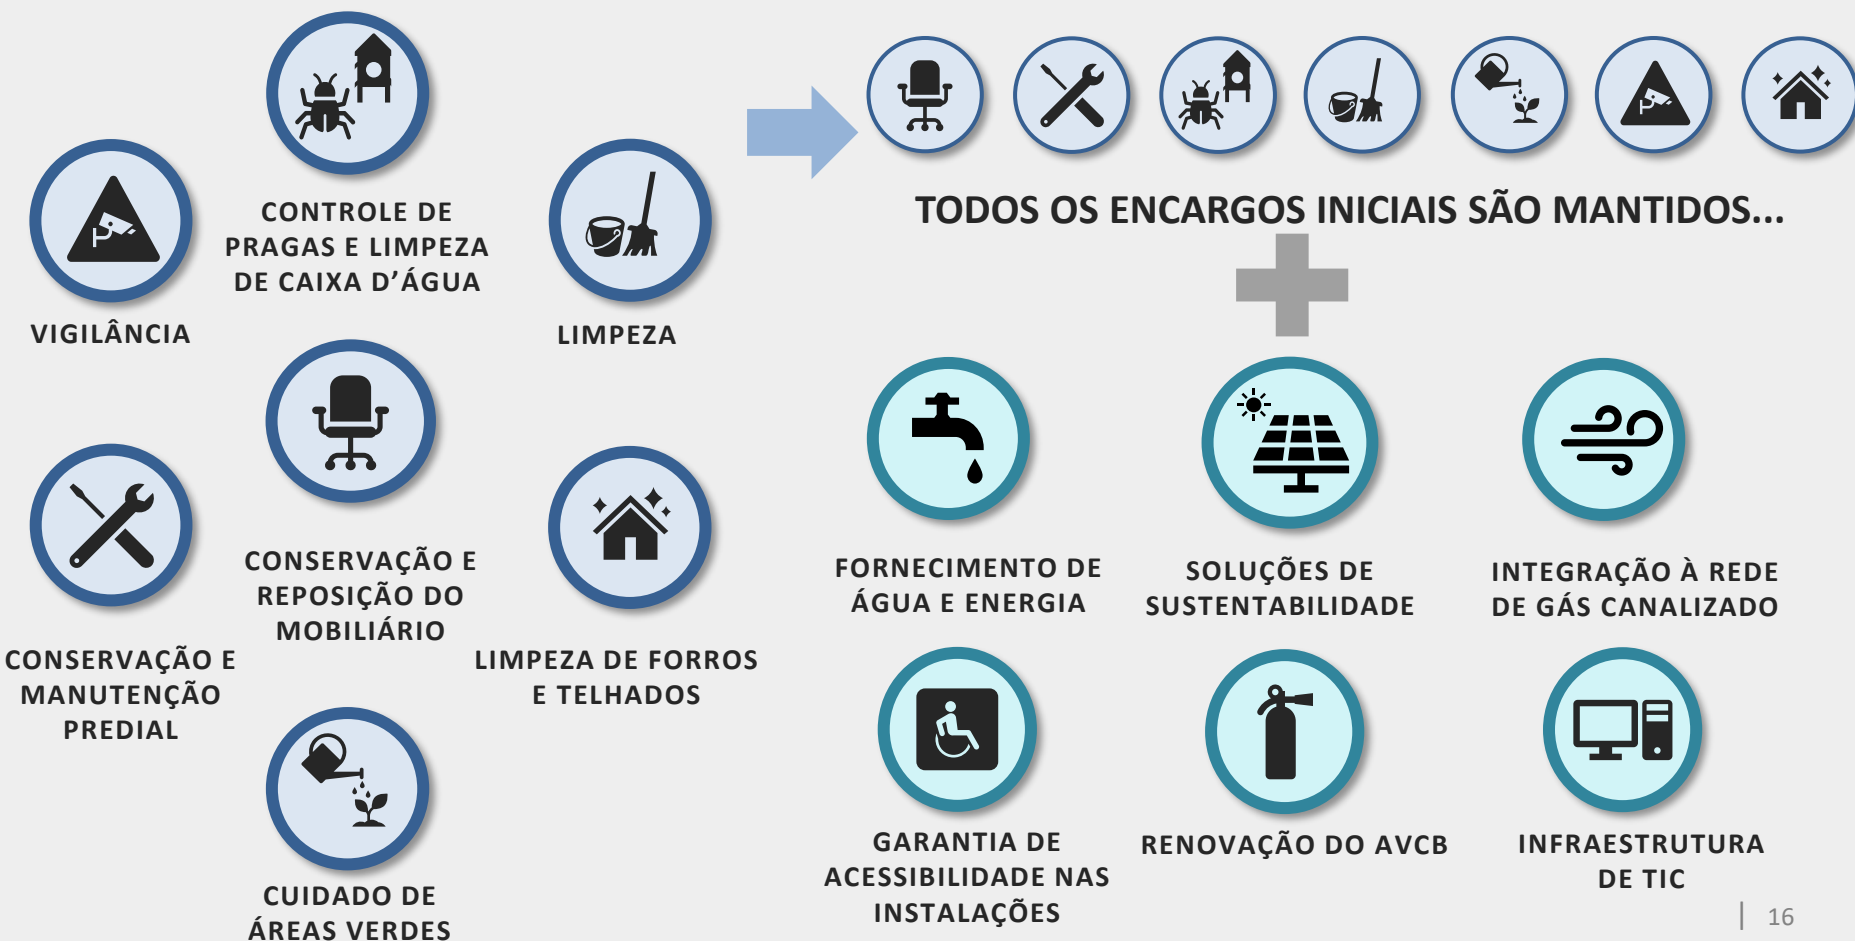 CONTROLE DE
PRAGAS E LIMPEZA
DE CAIXA D’ÁGUA
VIGILÂNCIA
LIMPEZA
CONSERVAÇÃO E
REPOSIÇÃO DO
MOBILIÁRIO
CONSERVAÇÃO E
MANUTENÇÃO
PREDIAL
LIMPEZA DE FORROS
E TELHADOS
CUIDADO DE
ÁREAS VERDES
TODOS OS ENCARGOS INICIAIS SÃO MANTIDOS...
FORNECIMENTO DE
ÁGUA E ENERGIA
SOLUÇÕES DE
SUSTENTABILIDADE
INTEGRAÇÃO À REDE
DE GÁS CANALIZADO
GARANTIA DE
ACESSIBILIDADE NAS
INSTALAÇÕES
RENOVAÇÃO DO AVCB
INFRAESTRUTURA
DE TIC
| 16